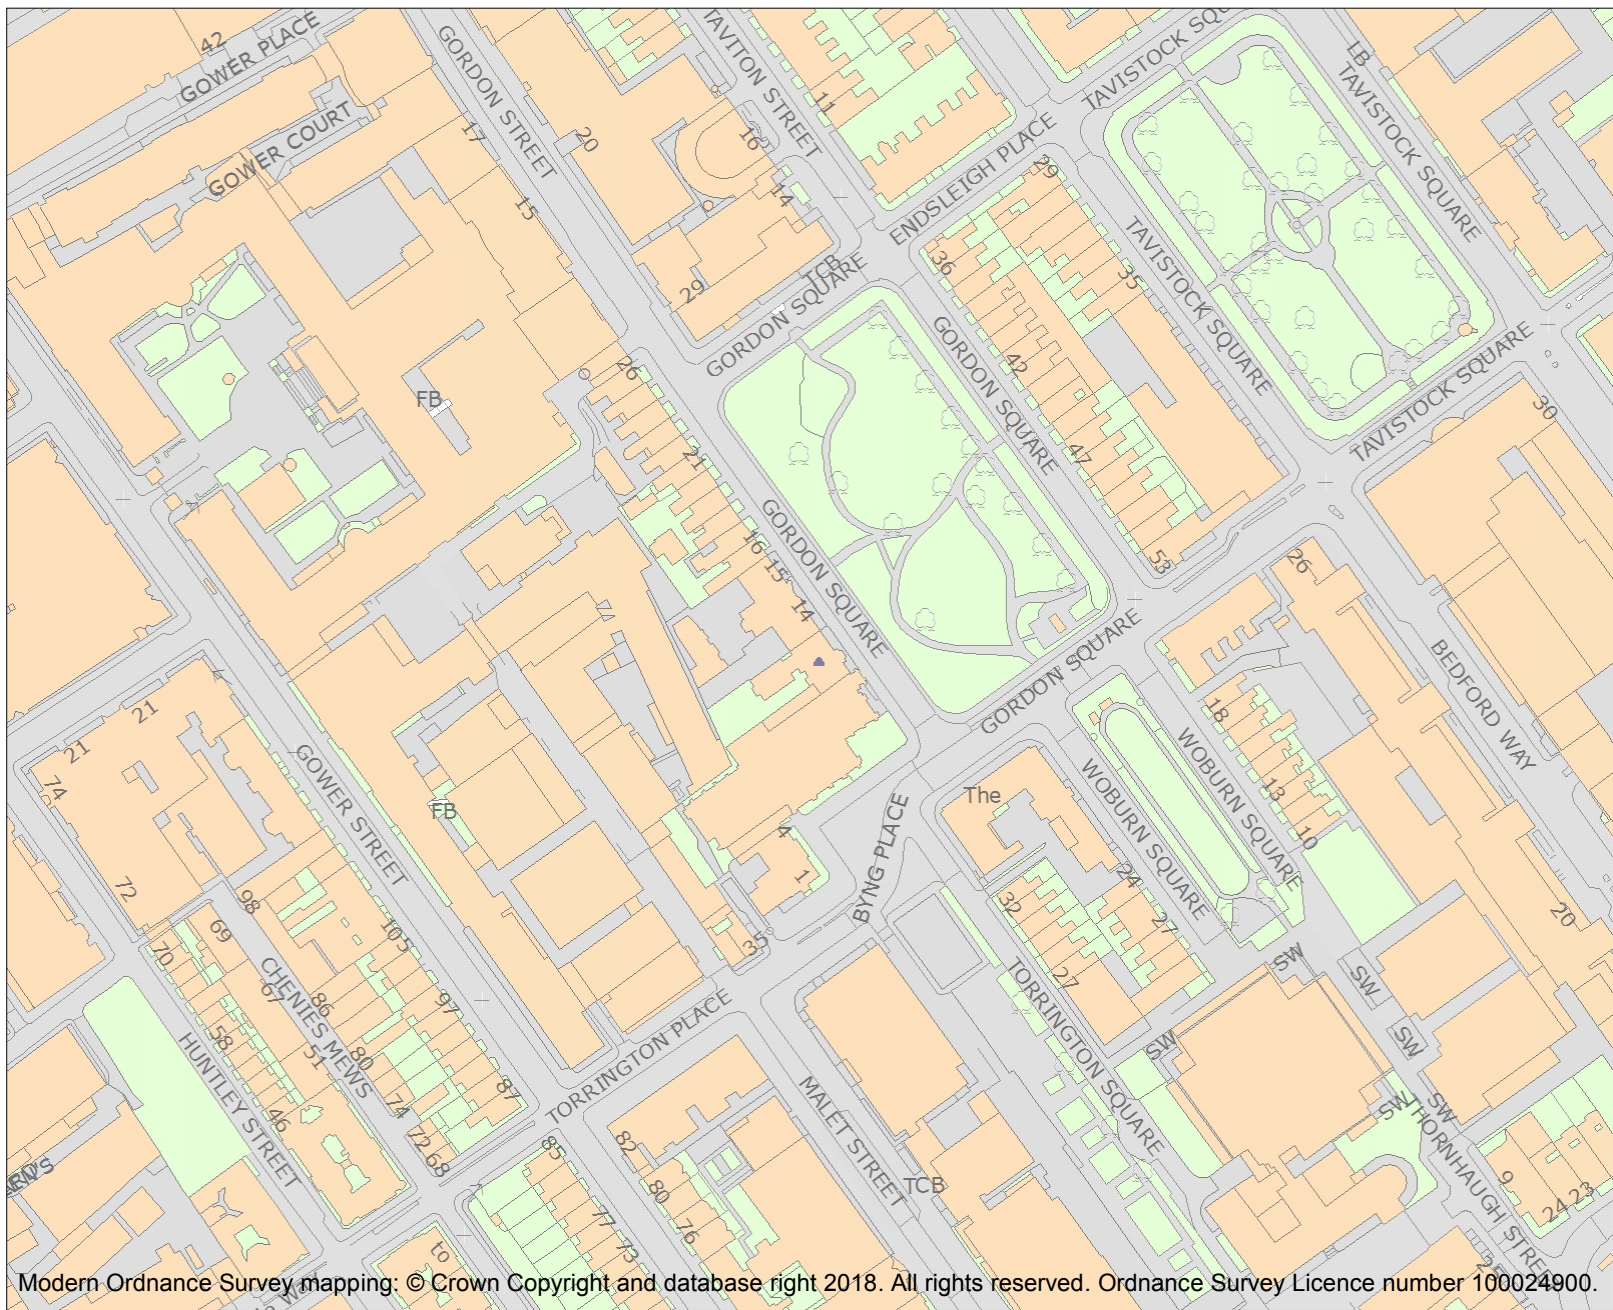 42
GOWER PLACE
GORDON STREET
TAVITON STREET
TAVISTOCK SQU
LB
TAVISTOCK SQUARE
11
17
20
16
GOWER COURT
ENDSLEIGH PLACE
29
14
15
TCB
36
35
TAVISTOCK SQUARE
29
GORDON SQUARE
GORDON SQUARE
42
TAVISTOCK SQUARE
26
FB
30
21
47
GORDON SQUARE
16
15
14
53
26
GORDON SQUARE
BEDFORD WAY
21
21
74
18
WOBURN SQUARE
WOBURN SQUARE
13
10
GOWER STREET
FB
The
4
1
BYNG PLACE
24
27
32
20
72
98
69
105
70
35
SW
SW
CHENIES MEWS
67
86
97
27
TORRINGTON SQUARE
58
51
80
TORRINGTON PLACE
SW
SW
HUNTLEY STREET
46
74
87
MALET STREET
SW
SW
THORNHAUGH STREE
72
68
85
82
80
76
77
73
TCB
9
24
23
to
Way
Modern Ordnance Survey mapping: © Crown Copyright and database right 2018. All rights reserved. Ordnance Survey Licence number 100024900.